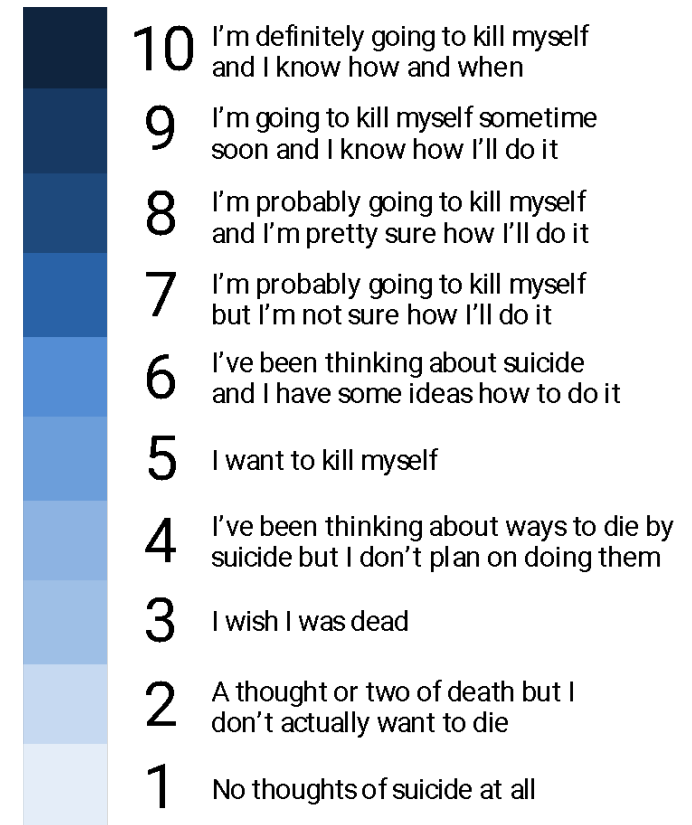 10 I'm definitely going to kill myself
and I know how and when
9 I'm going to kill myself sometime
soon and I know how I'll do it
8 I'm probably going to kill myself
and I'm pretty sure how I'll do it
7 I'm probably going to kill myself
but I'm not sure how I'll do it
6 I've been thinking about suicide
and I have some ideas how to do it
5 I want to kill myself
4 I've been thinking about ways to die by
suicide but I don't plan on doing them
3 I wish I was dead
2 A thought or two of death but I
don't actually want to die
1 No thoughts of suicide at all